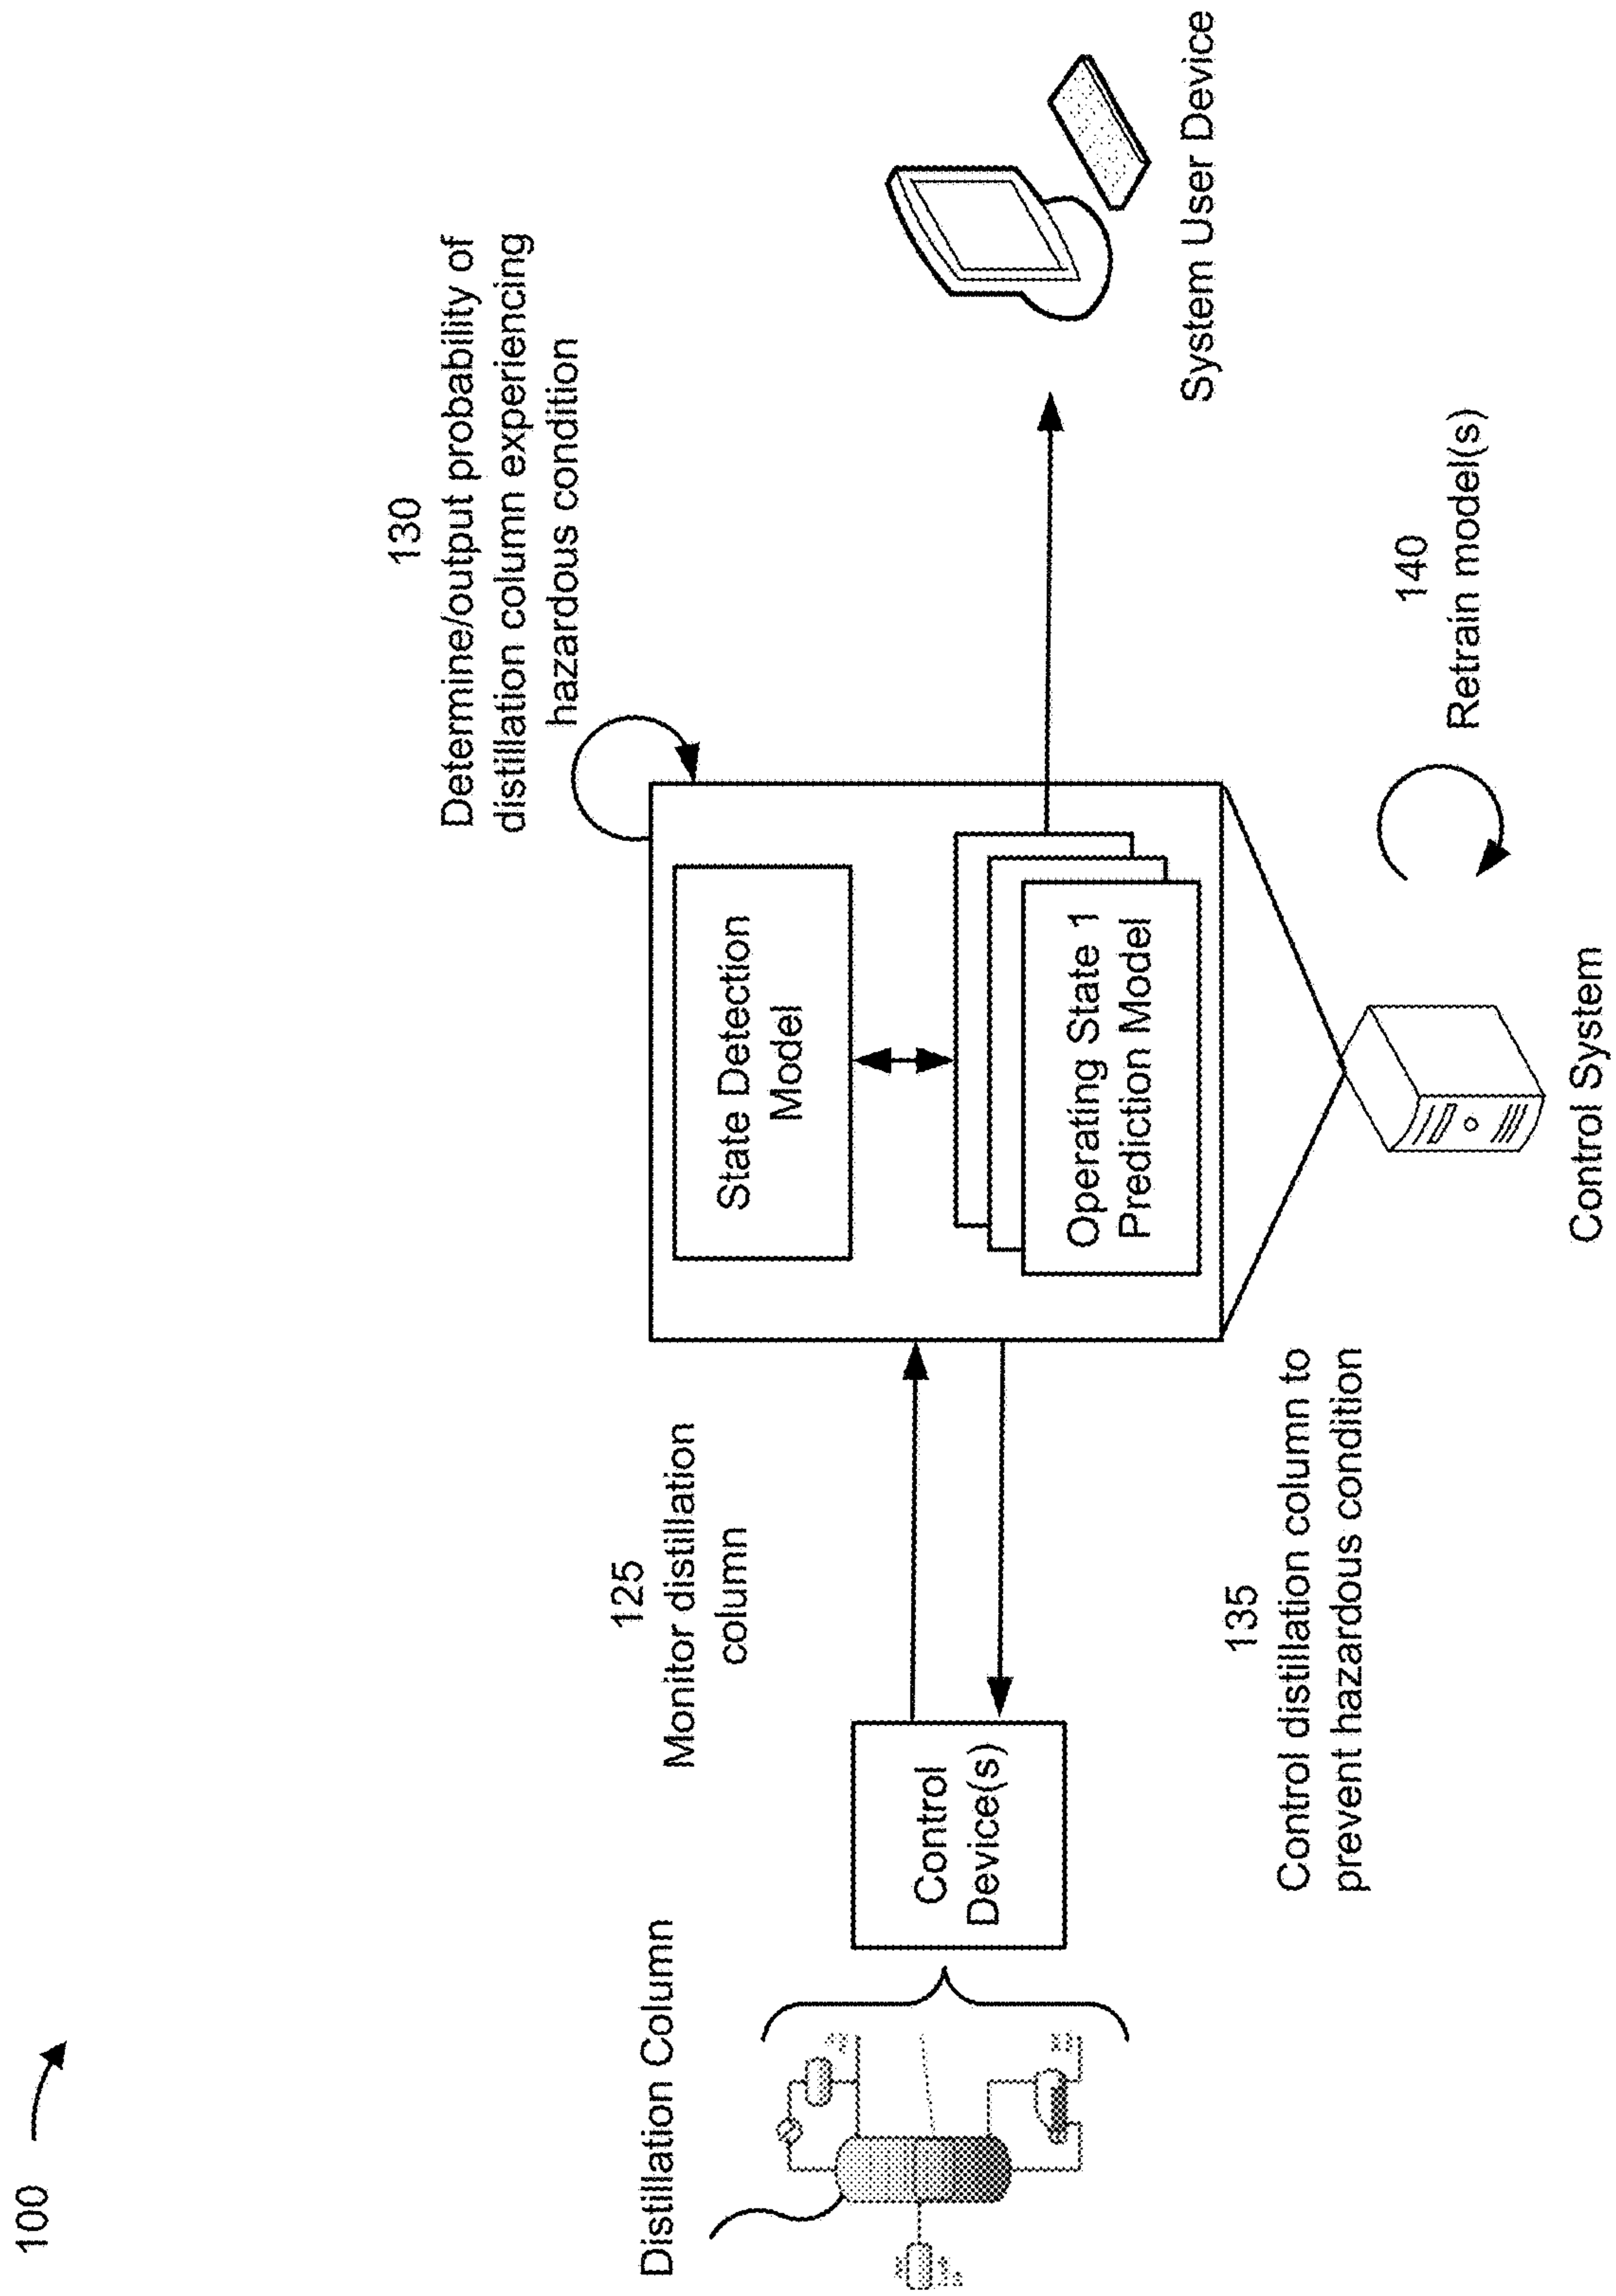 100
130
Determine/output probability of
distillation column experiencing
hazardous condition
125
Monitor distillation
column
Distillation Column
Control
Device(s)
State Detection
Model
Operating State 1
Prediction Model
System User Device
135
Control distillation column to
prevent hazardous condition
140
Retrain model(s)
Control System